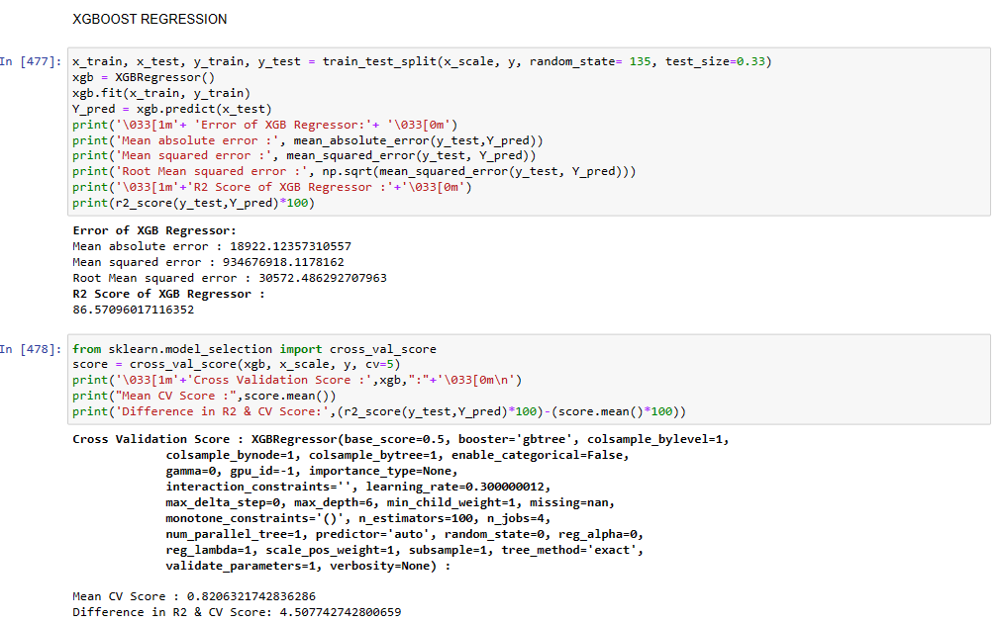 XGBOOST REGRESSION
In [477]: x_train, x_test, y_train, y_test = train_test_split(x_scale, y, random_state= 135, test_size=0.33)
xgb = XGBRegressor()
xgb.fit(x_train, y_train)
Y_pred = xgb.predict(x_test)
print('\033[1m'+ 'Error of XGB Regressor:'+ '\033[0m')
print('Mean absolute error :', mean_absolute_error(y_test,Y_pred))
print('Mean squared error :', mean_squared_error(y_test, Y_pred))
print('Root Mean squared error :', np.sqrt(mean_squared_error(y_test, Y_pred)))
print('\033[1m'+'R2 Score of XGB Regressor :'+'\033[0m')
print(r2_score(y_test,Y_pred)*100)
Error of XGB Regressor:
Mean absolute error : 18922.12357310557
Mean squared error : 934676918.1178162
Root Mean squared error : 30572.486292707963
R2 Score of XGB Regressor :
86.57096017116352
In [478]: from sklearn.model_selection import cross_val_score
score = cross_val_score(xgb, x_scale, y, cv=5)
print('\033[1m'+'Cross Validation Score :',xgb,":"+'\033[0m\n')
print("Mean CV Score :",score.mean())
print('Difference in R2 & CV Score:',(r2_score(y_test,Y_pred)*100)-(score.mean()*100))
Cross Validation Score : XGBRegressor(base_score=0.5, booster='gbtree', colsample_bylevel=1,
colsample_bynode=1, colsample_bytree=1, enable_categorical=False,
gamma=0, gpu_id=-1, importance_type=None,
interaction_constraints='', learning_rate=0.300000012,
max_delta_step=0, max_depth=6, min_child_weight=1, missing=nan,
monotone_constraints='()', n_estimators=100, n_jobs=4,
num_parallel_tree=1, predictor='auto', random_state=0, reg_alpha=0,
reg_lambda=1, scale_pos_weight=1, subsample=1, tree_method='exact',
validate_parameters=1, verbosity=None) :
Mean CV Score : 0.8206321742836286
Difference in R2 & CV Score: 4.507742742800659